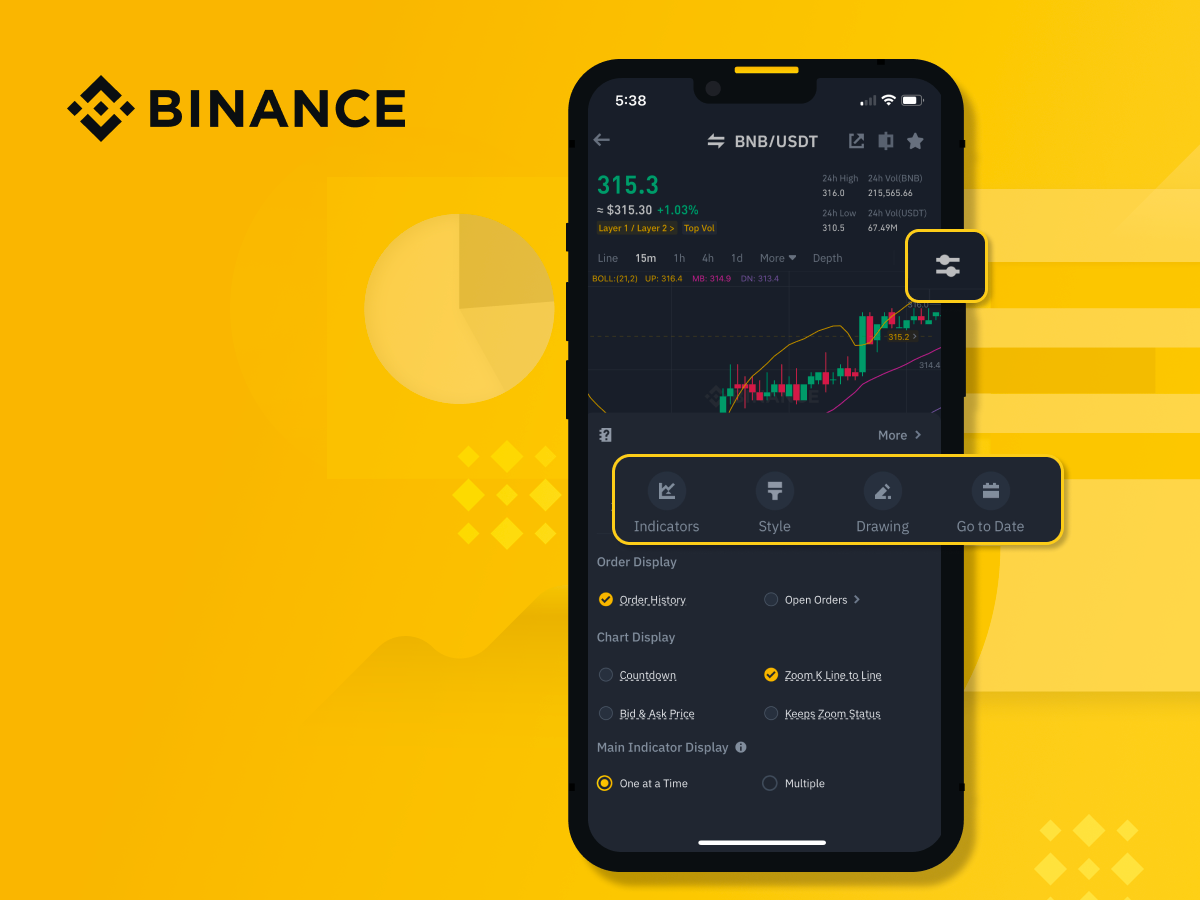 BINANCE
5:38
BNB/USDT
315.3
≈ $315.30 +1.03%
Layer 1 / Layer 2 > Top Vol
24h High 24h Vol(BNB)
316.0 215,565.66
24h Low 24h Vol(USDT)
310.5 67.49M
Line 15m 1h 4h 1d More Depth
BOLL:(21,2) UP: 316.4 MB: 314.9 DN: 313.4
316.0
315.2 >
314.4
BINANCE
More >
Indicators Style Drawing Go to Date
Order Display
Order History Open Orders >
Chart Display
Countdown Zoom K Line to Line
Bid & Ask Price Keeps Zoom Status
Main Indicator Display
One at a Time Multiple